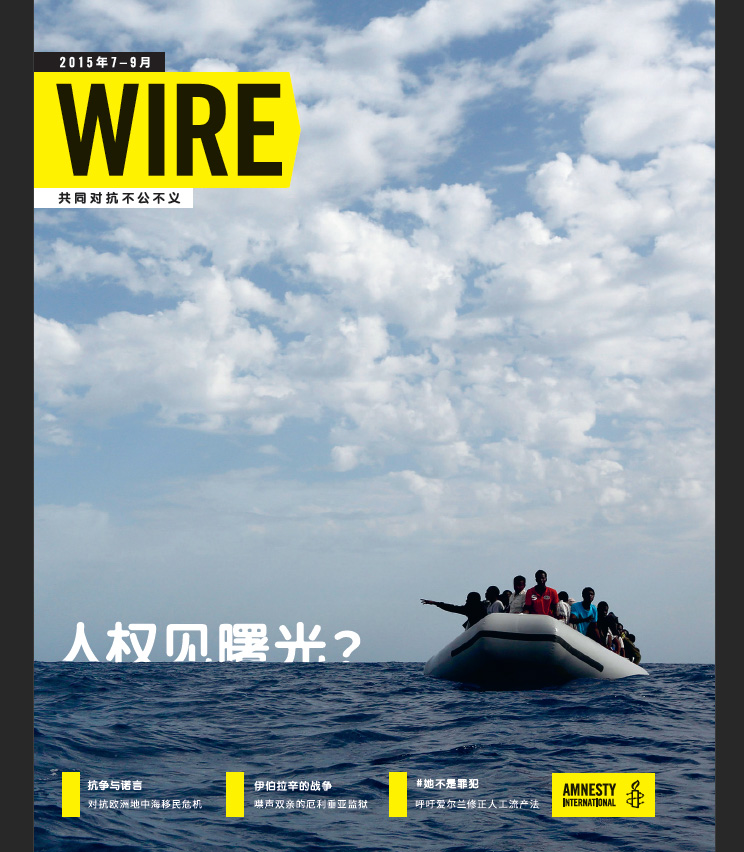 2015年7–9月
WIRE
共同对抗不公不义
人权见曙光?
抗争与诺言
对抗欧洲地中海移民危机
伊伯拉辛的战争
噤声双亲的厄利垂亚监狱
#她不是罪犯
呼吁爱尔兰修正人工流产法
AMNESTY
INTERNATIONAL